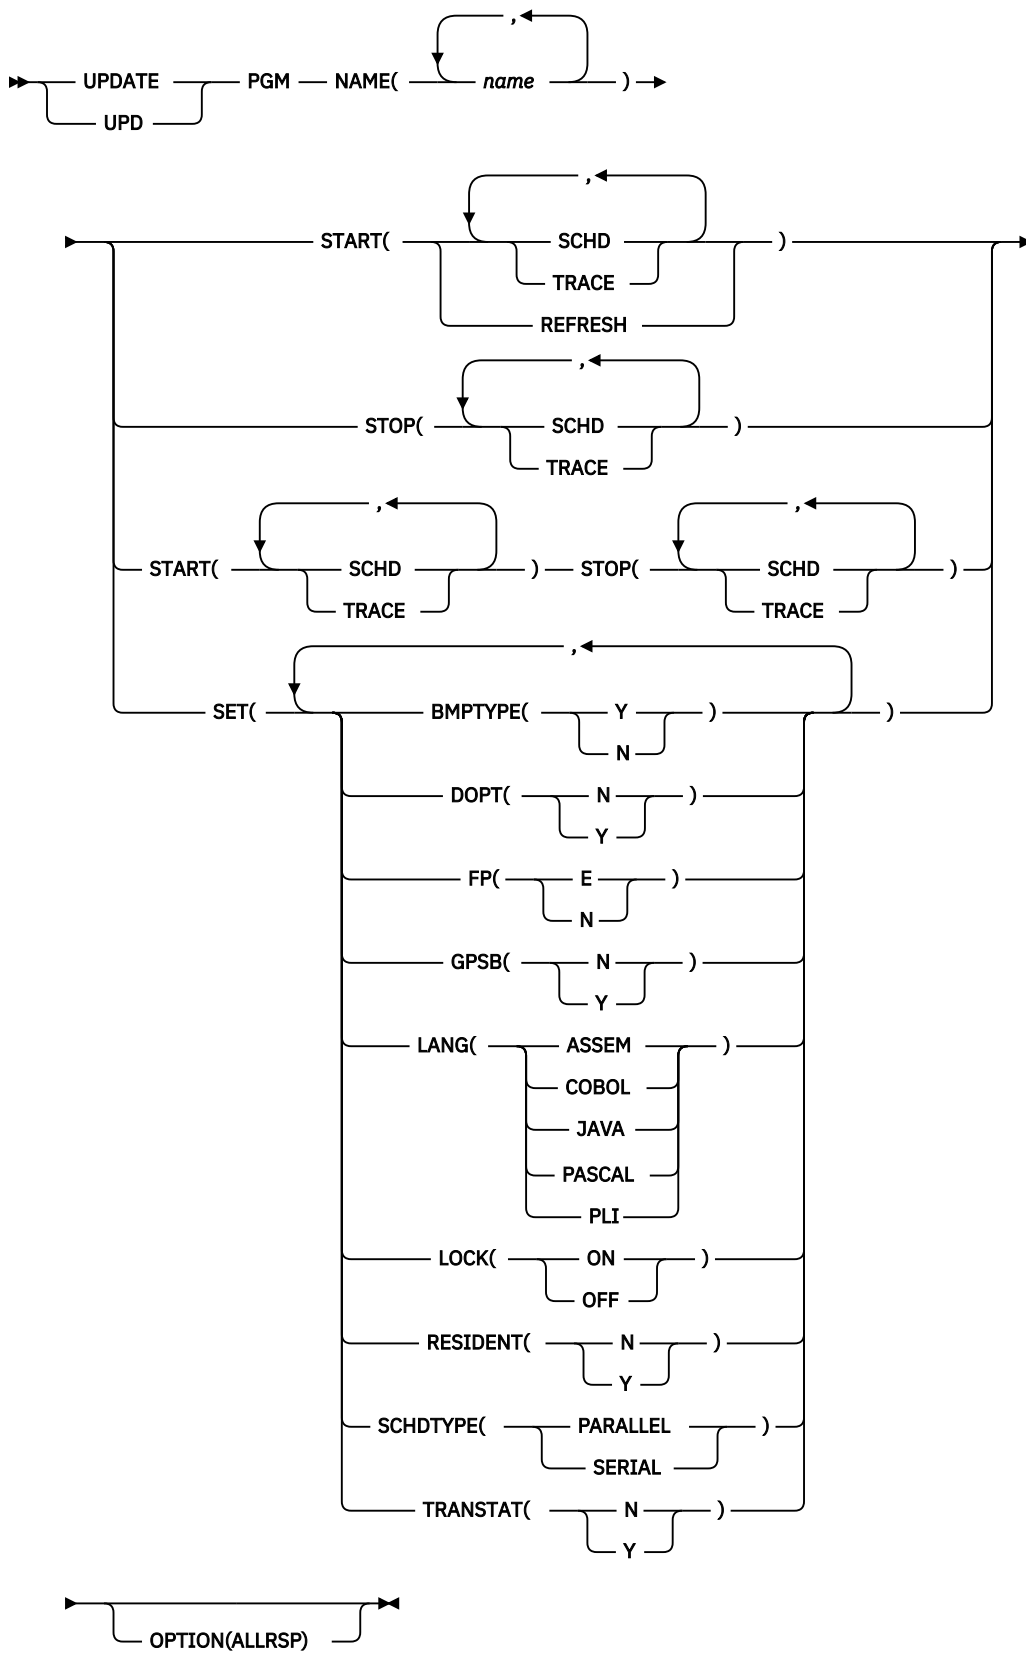 ,
UPDATE PGM NAME( name )
UPD
,
START( SCHD )
TRACE
REFRESH
,
STOP( SCHD )
TRACE
, ,
START( SCHD ) STOP( SCHD )
TRACE TRACE
,
SET( BMPTYPE( Y ) )
N
DOPT( N )
Y
FP( E )
N
GPSB( N )
Y
LANG( ASSEM )
COBOL
JAVA
PASCAL
PLI
LOCK( ON )
OFF
RESIDENT( N )
Y
SCHDTYPE( PARALLEL )
SERIAL
TRANSTAT( N )
Y
OPTION(ALLRSP)